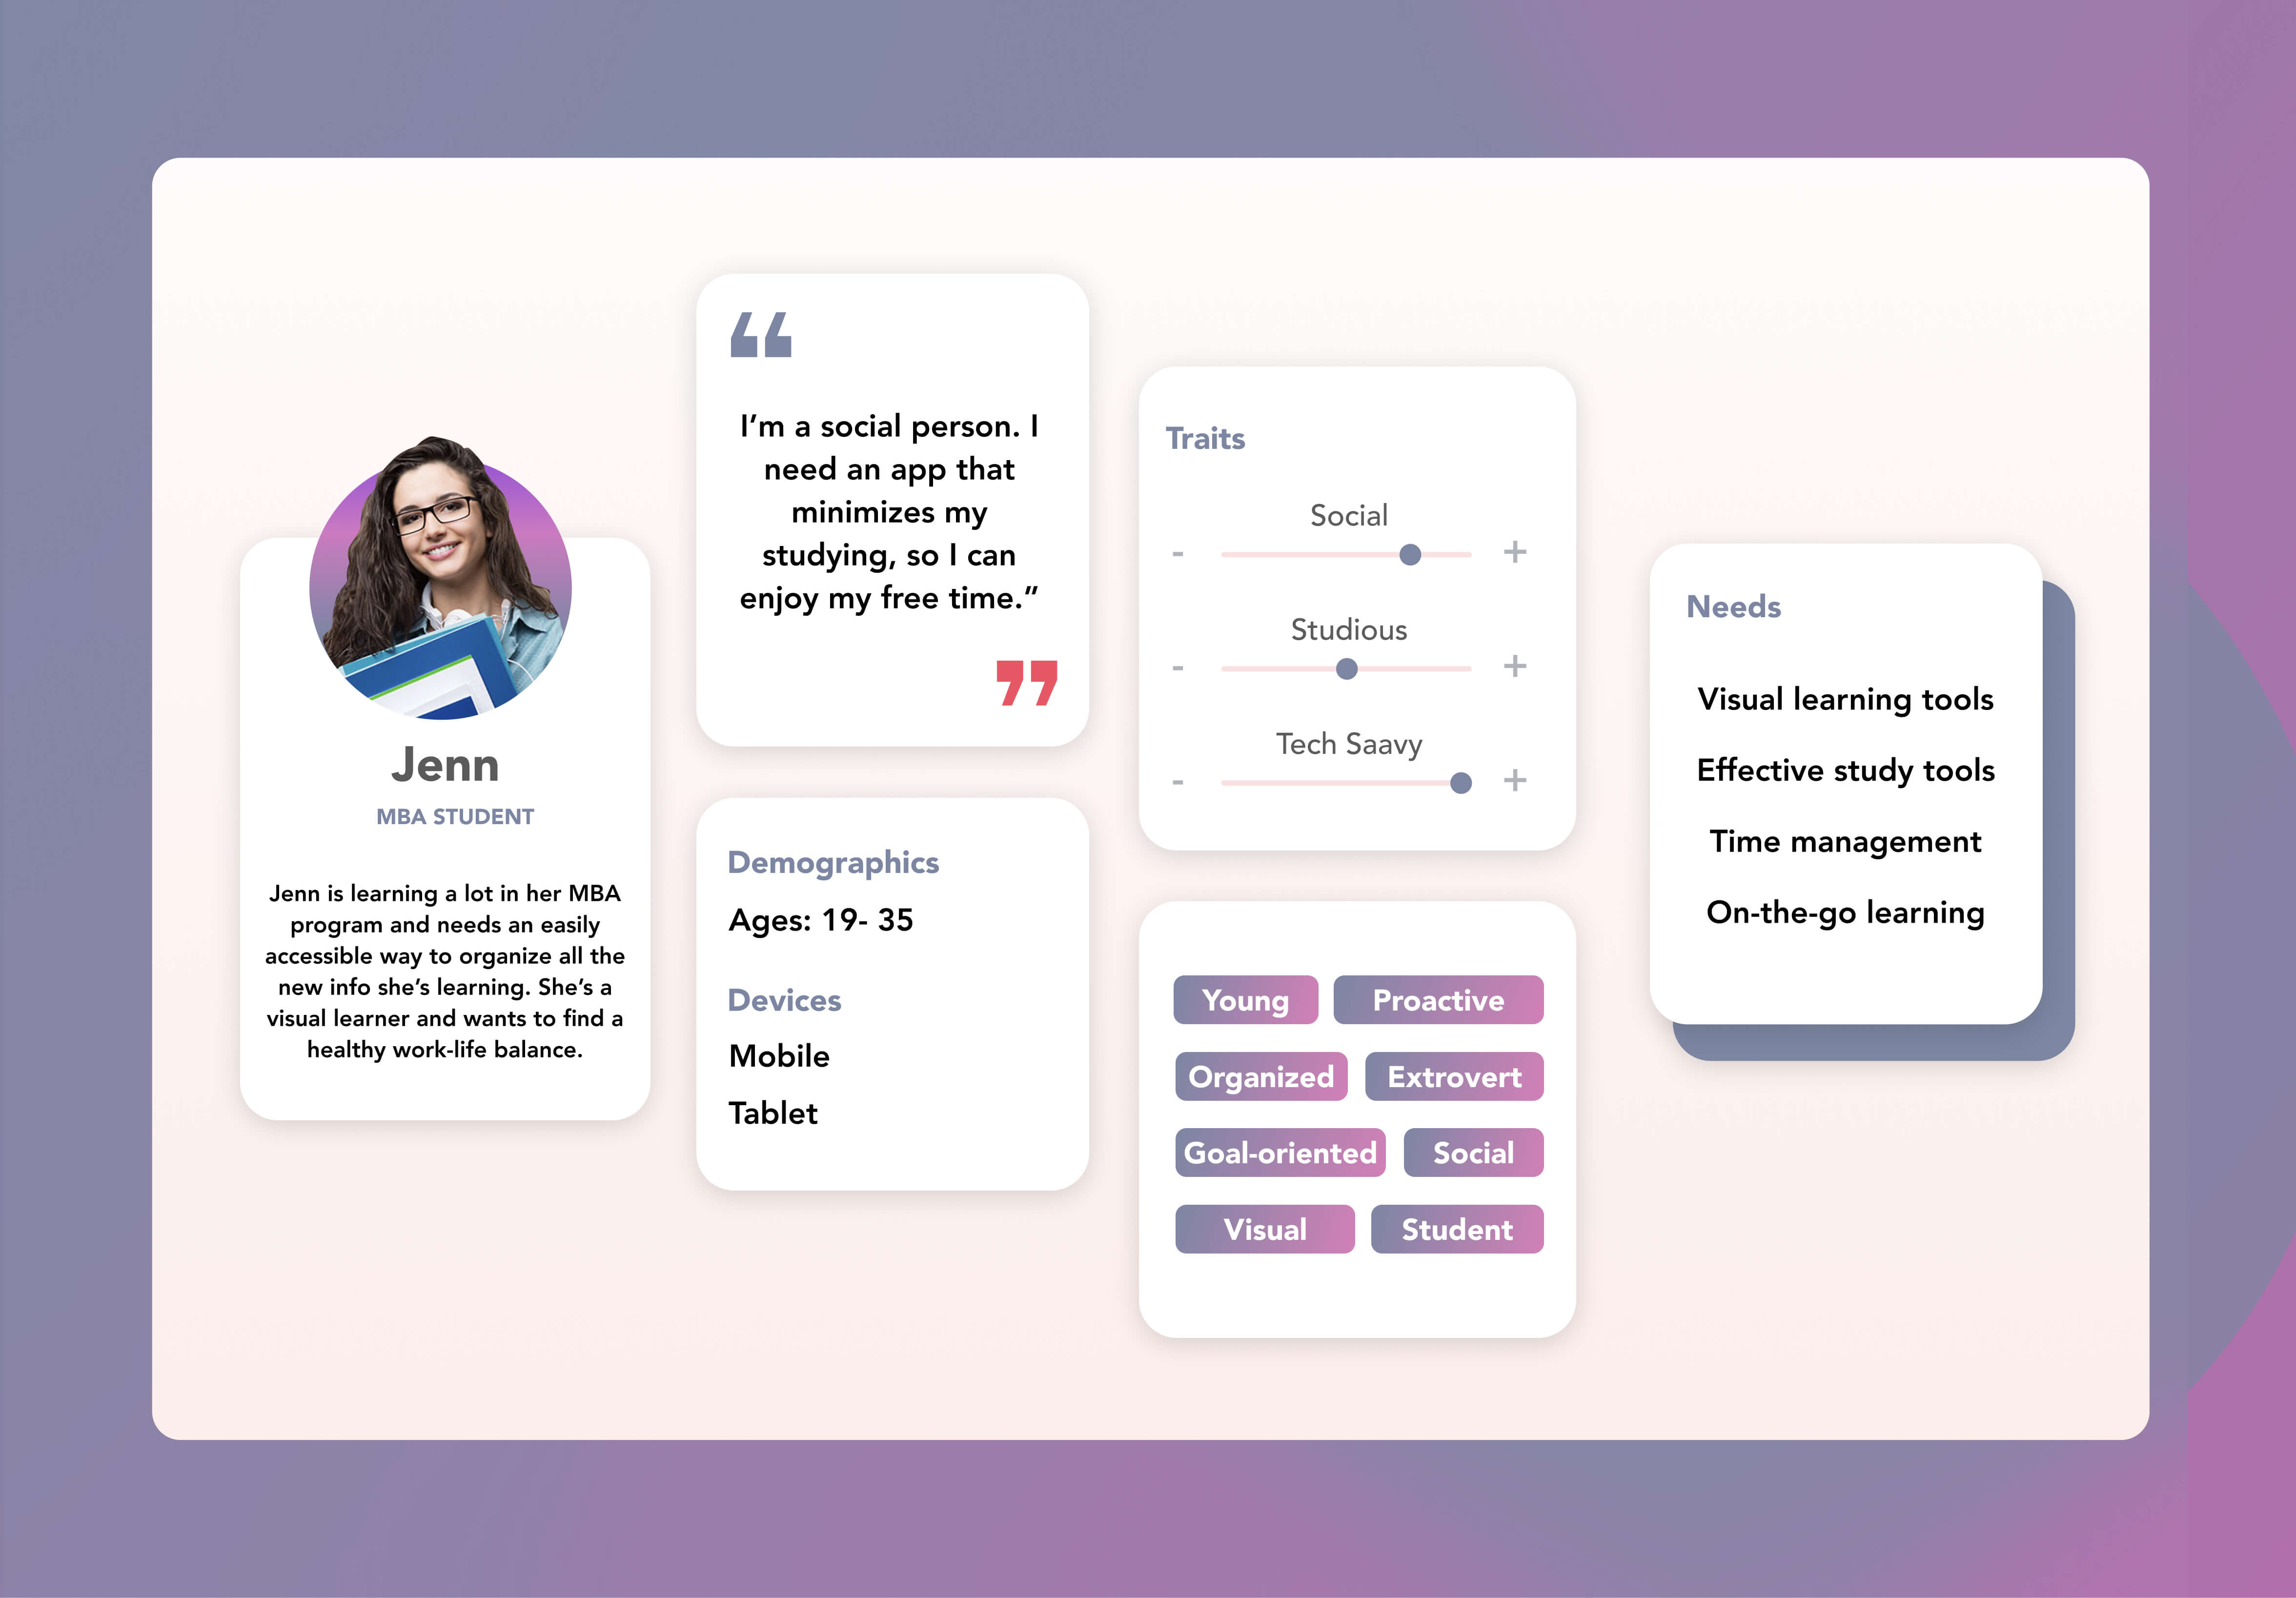 Jenn
MBA STUDENT
Jenn is learning a lot in her MBA
program and needs an easily
accessible way to organize all the
new info she’s learning. She’s a
visual learner and wants to find a
healthy work-life balance.
“
I’m a social person. I
need an app that
minimizes my
studying, so I can
enjoy my free time.”
”
Demographics
Ages: 19- 35
Devices
Mobile
Tablet
Traits
Social
- +
Studious
- +
Tech Saavy
- +
Young Proactive
Organized Extrovert
Goal-oriented Social
Visual Student
Needs
Visual learning tools
Effective study tools
Time management
On-the-go learning